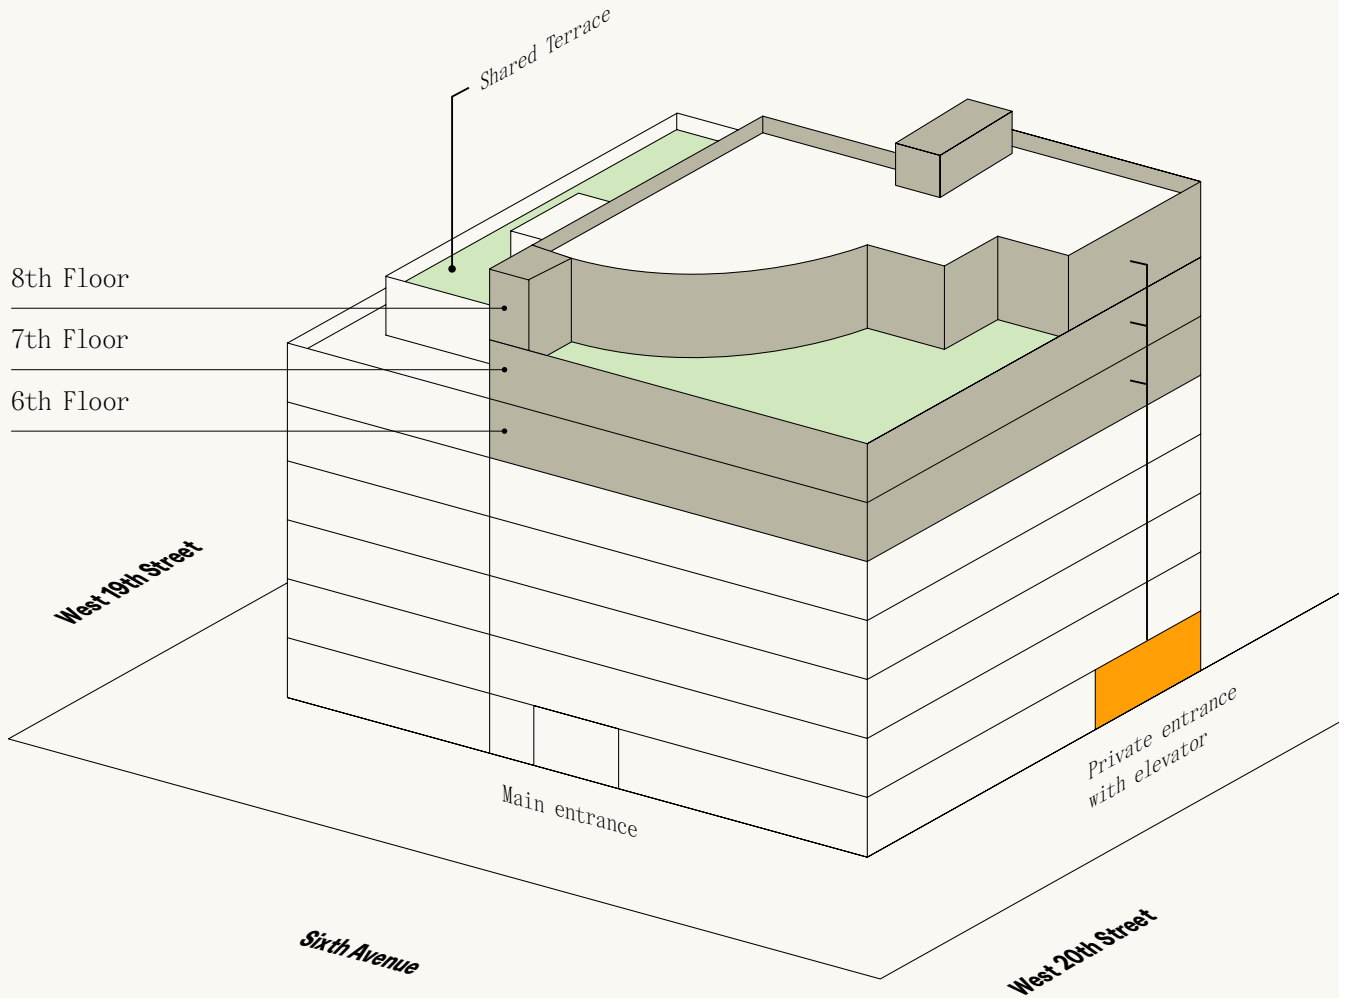 Shared Terrace
8th Floor
7th Floor
6th Floor
West 19th Street
Private entrance
with elevator
Main entrance
Sixth Avenue
West 20th Street